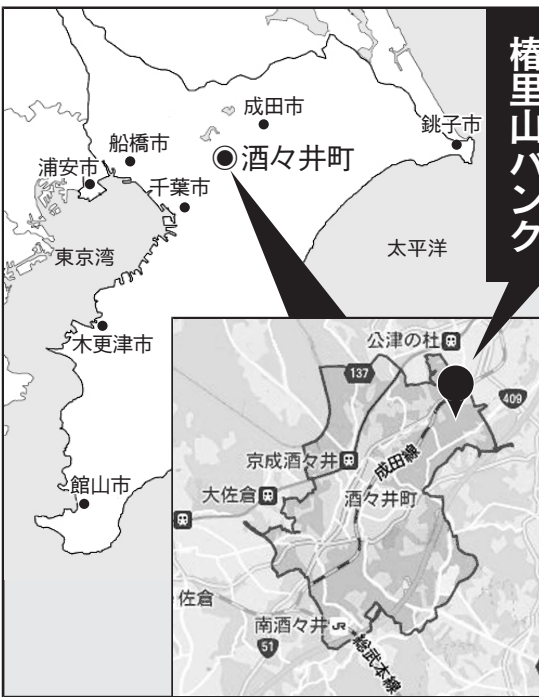 椿里山バンク
成田市
銚子市
船橋市
酒々井町
浦安市
千葉市
東京湾
太平洋
木更津市
館山市
公津の杜
137
409
京成酒々井
成田線
大佐倉
酒々井町
佐倉
南酒々井
JR
総武本線
51